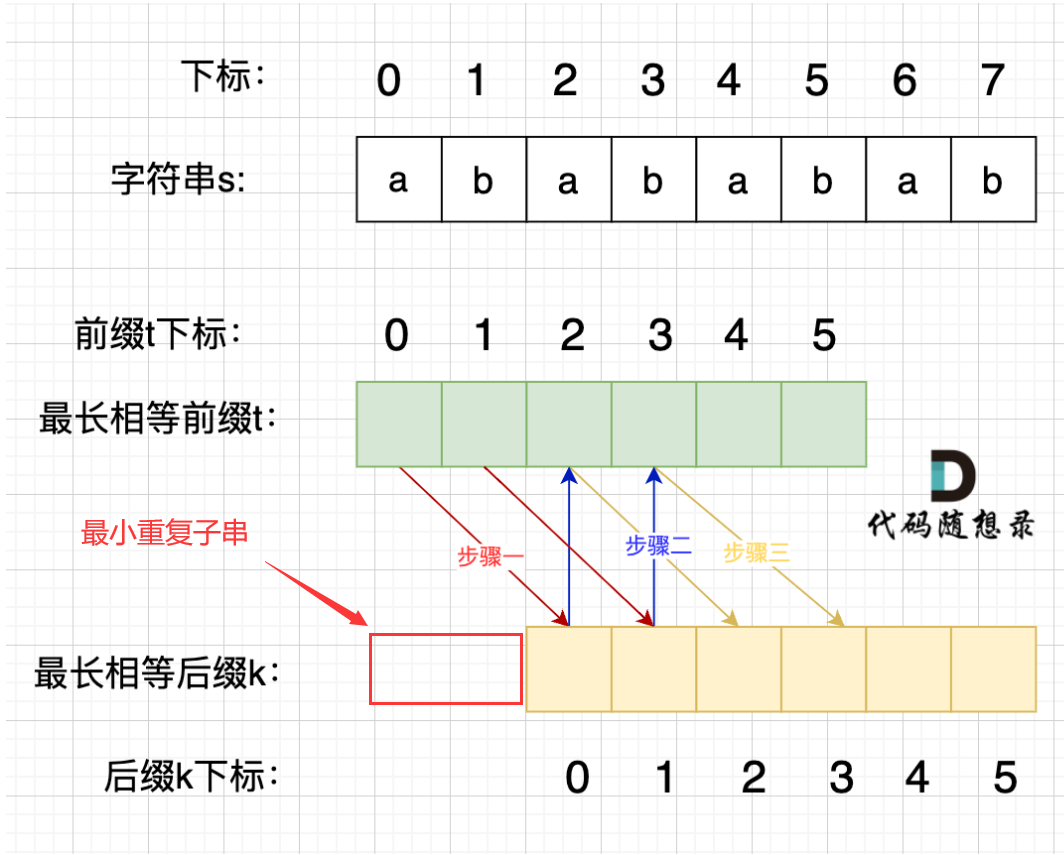 下标： 0 1 2 3 4 5 6 7
字符串s: a b a b a b a b
前缀t下标： 0 1 2 3 4 5
最长相等前缀t：
代码随想录
最小重复子串
步骤一 步骤二 步骤三
最长相等后缀k：
后缀k下标： 0 1 2 3 4 5